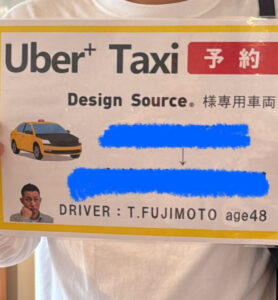 Uber⁺ Taxi 予約
Design Source. 様専用車両
↓
DRIVER : T.FUJIMOTO age48